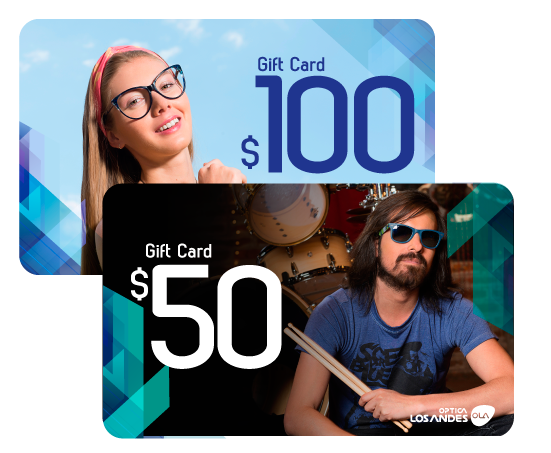 Gift Card
$100
Gift Card
$50
OPTICA
LOS ANDES
OLA